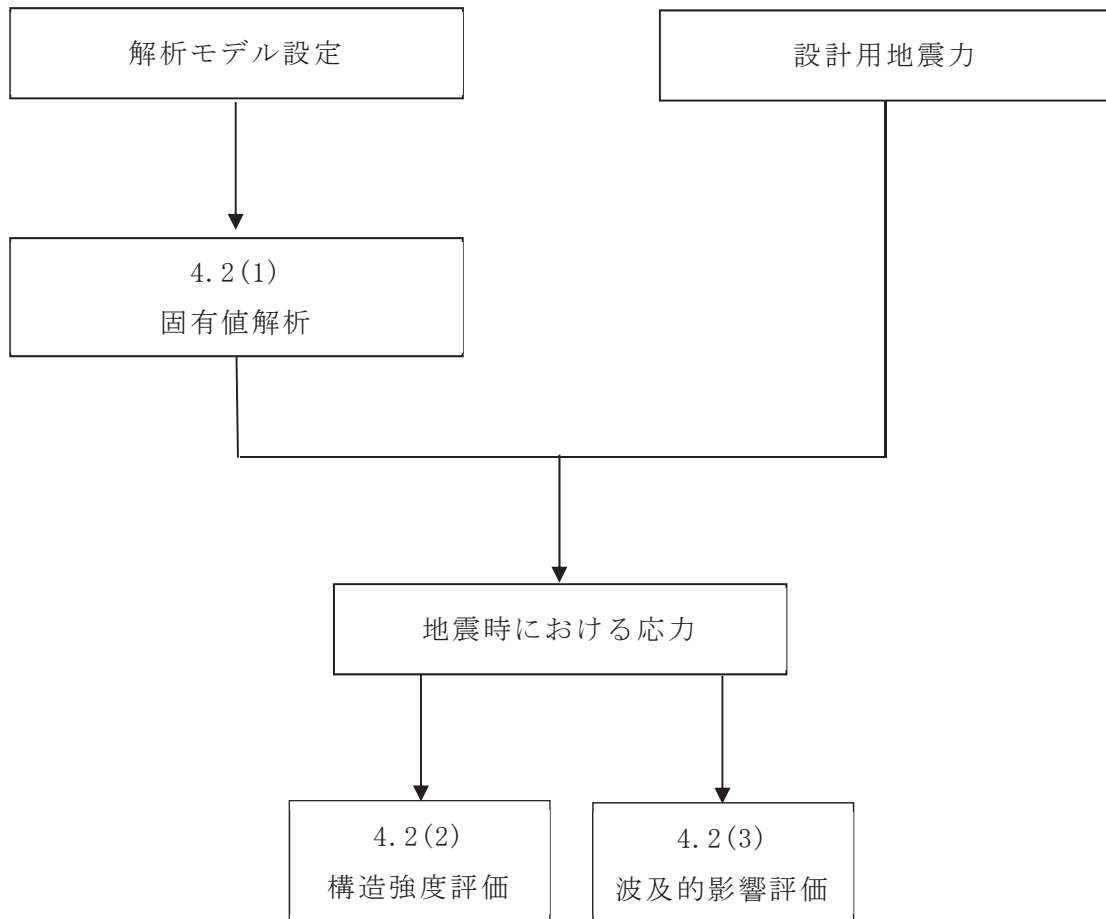 解析モデル設定
設計用地震力
4.2(1)
固有値解析
地震時における応力
4.2(2)
構造強度評価
4.2(3)
波及的影響評価